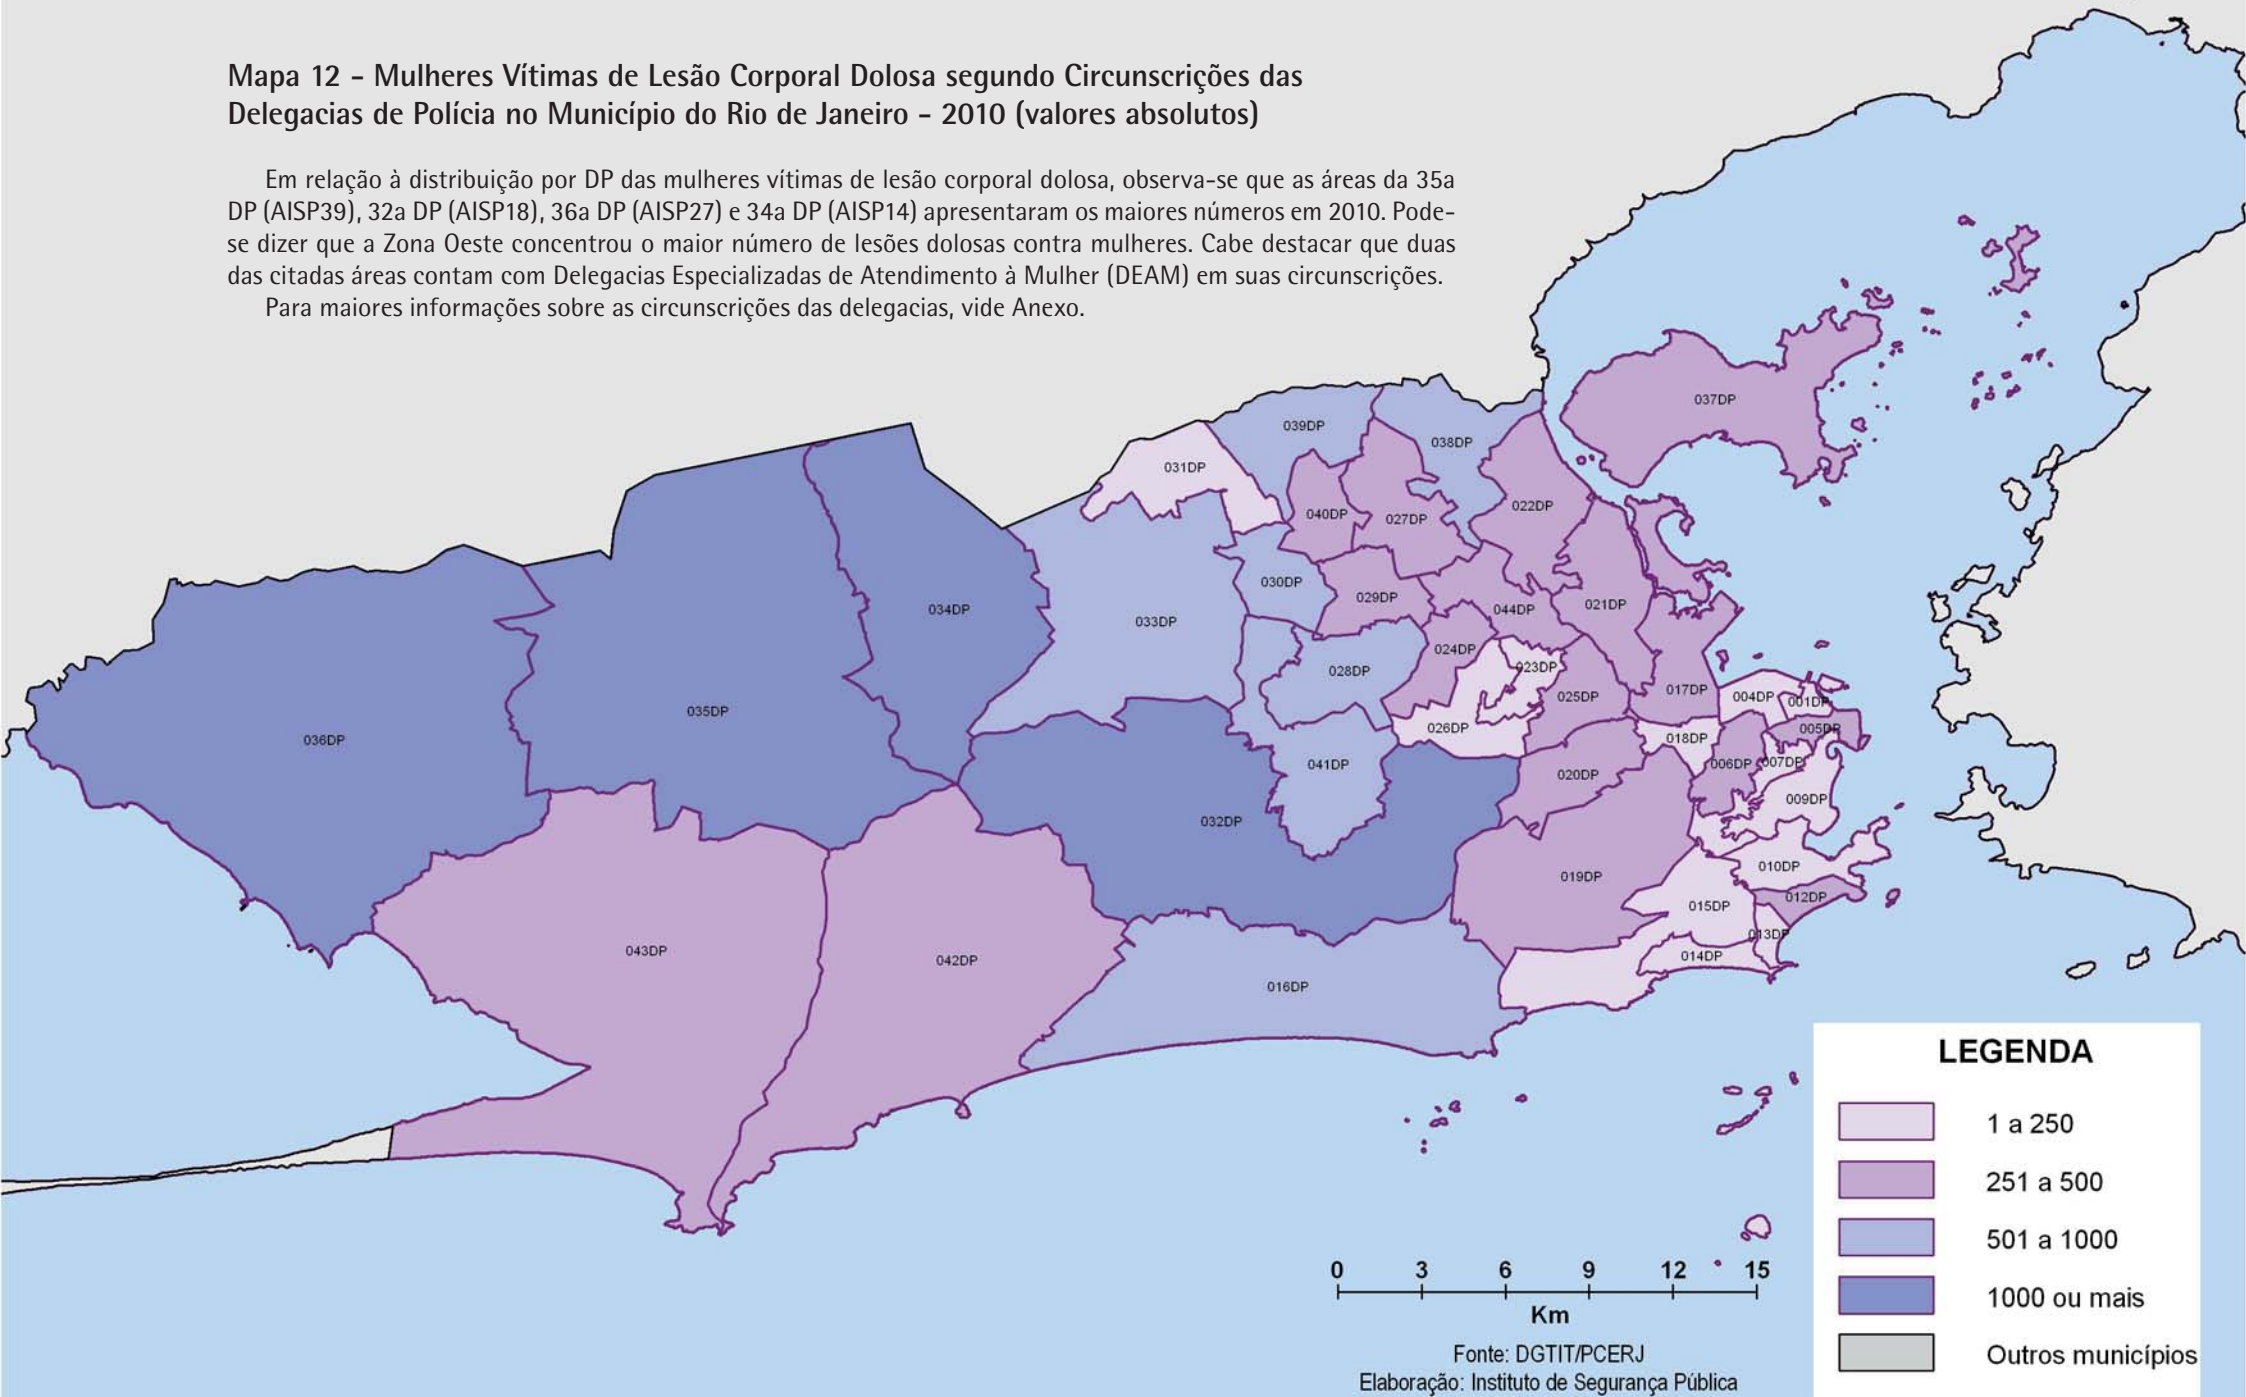 Mapa 12 - Mulheres Vítimas de Lesão Corporal Dolosa segundo Circunscrições das
Delegacias de Polícia no Município do Rio de Janeiro - 2010 (valores absolutos)
Em relação à distribuição por DP das mulheres vítimas de lesão corporal dolosa, observa-se que as áreas da 35a
DP (AISP39), 32a DP (AISP18), 36a DP (AISP27) e 34a DP (AISP14) apresentaram os maiores números em 2010. Pode-
se dizer que a Zona Oeste concentrou o maior número de lesões dolosas contra mulheres. Cabe destacar que duas
das citadas áreas contam com Delegacias Especializadas de Atendimento à Mulher (DEAM) em suas circunscrições.
Para maiores informações sobre as circunscrições das delegacias, vide Anexo.
037DP
039DP
038DP
031DP
022DP
040DP
027DP
030DP
029DP
021DP
034DP
044DP
033DP
024DP
023DP
028DP
017DP
025DP
004DP
001DP
035DP
026DP
005DP
018DP
036DP
007DP
006DP
041DP
020DP
009DP
032DP
010DP
019DP
012DP
015DP
013DP
043DP
014DP
042DP
016DP
LEGENDA
1 a 250
251 a 500
501 a 1000
1000 ou mais
Outros municípios
0 3 6 9 12 15
Km
Fonte: DGTIT/PCERJ
Elaboração: Instituto de Segurança Pública